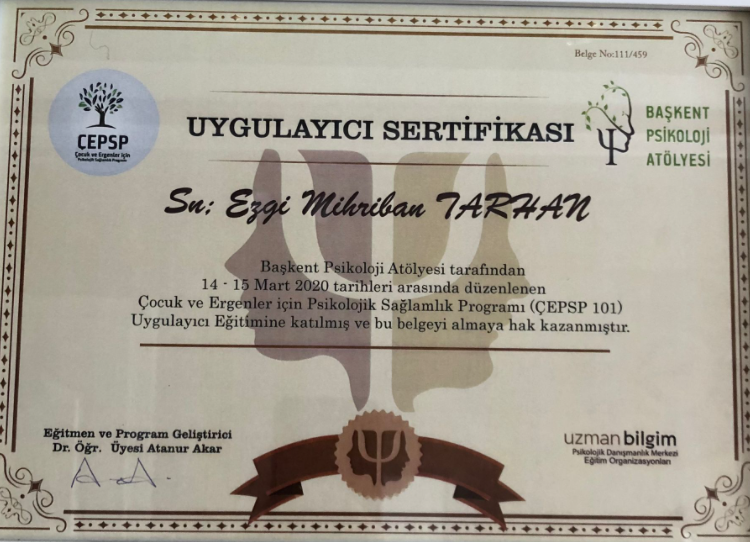 Belge No:111/459
ÇEPSP
Çocuk ve Ergenler için
Psikolojik Sağlamlık Programı
UYGULAYICI SERTİFİKASI
BAŞKENT
PSİKOLOJİ
ATÖLYESİ
Sn; Ezgi Mihriban TARHAN
Başkent Psikoloji Atölyesi tarafından
14 - 15 Mart 2020 tarihleri arasında düzenlenen
Çocuk ve Ergenler için Psikolojik Sağlamlık Programı (ÇEPSP 101)
Uygulayıcı Eğitimine katılmış ve bu belgeyi almaya hak kazanmıştır.
Eğitmen ve Program Geliştirici
Dr. Öğr. Üyesi Atanur Akar
uzman bilgim
Psikolojik Danışmanlık Merkezi
Eğitim Organizasyonları